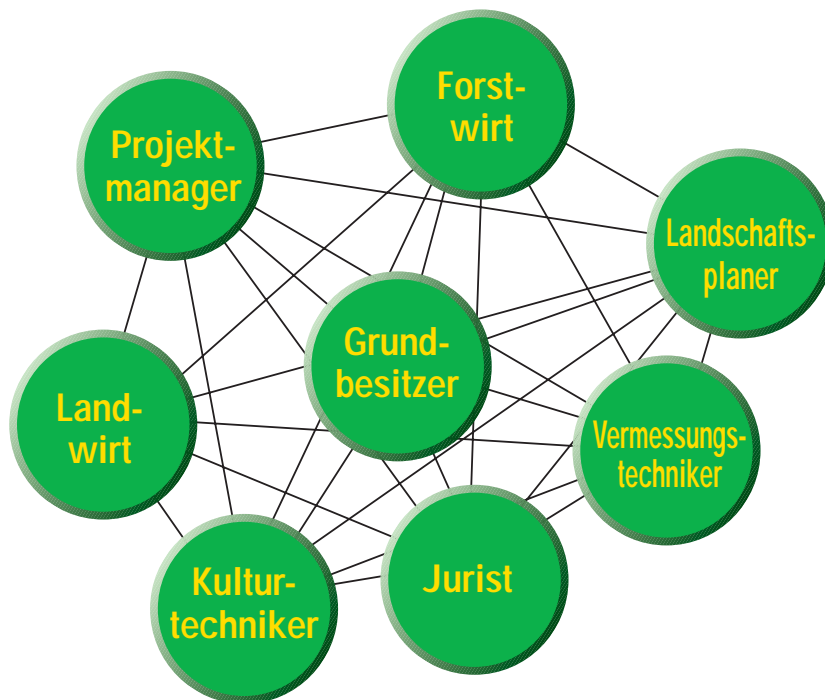 Forst-
wirt
Projekt-
manager
Landschafts-
planer
Grund-
besitzer
Land-
wirt
Vermessungs-
techniker
Kultur-
techniker
Jurist